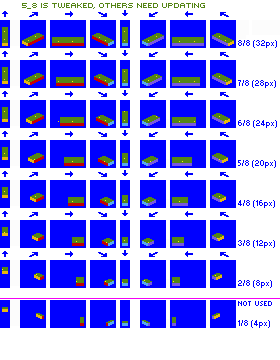 5_8 IS TWEAKED, OTHERS NEED UPDATING
8/8 (32px)
7/8 (28px)
6/8 (24px)
5/8 (20px)
4/8 (16px)
3/8 (12px)
2/8 (8px)
NOT USED
1/8 (4px)